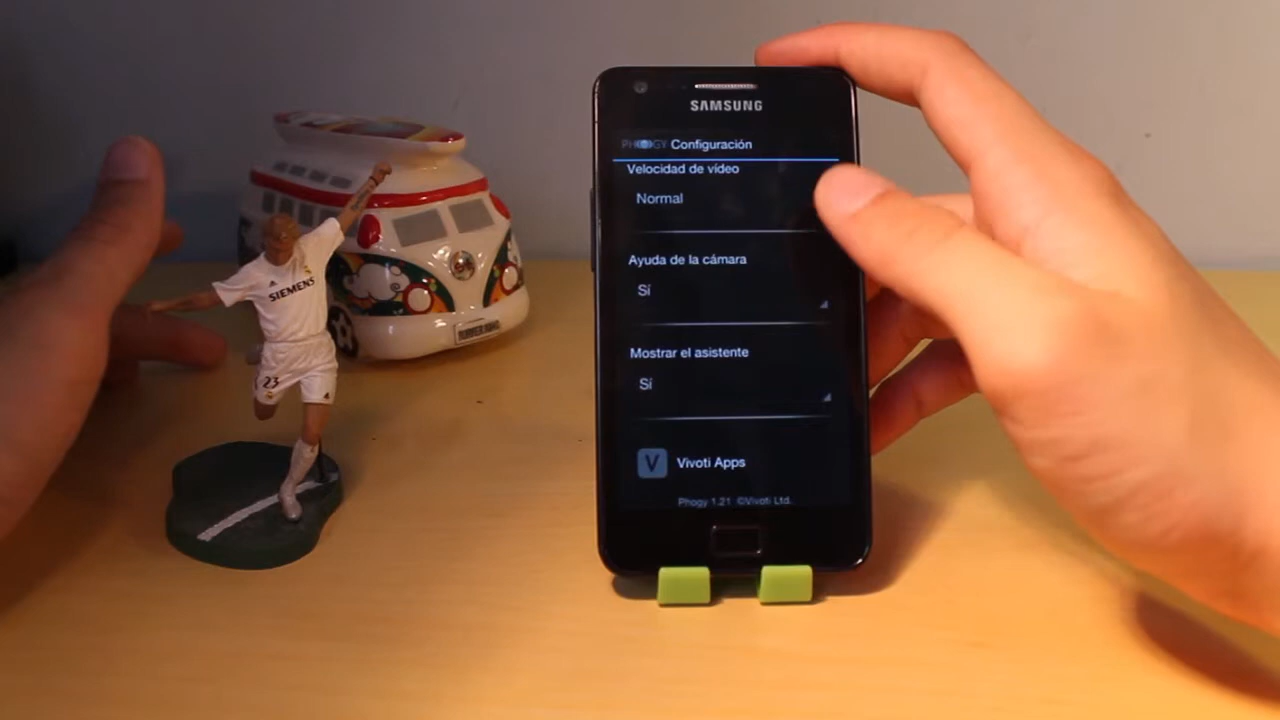 SAMSUNG
PHOGY Configuración
Velocidad de vídeo
Normal
Ayuda de la cámara
Sí
Mostrar el asistente
Sí
V Vivoti Apps
Phogy 1.21 ©Vivoti Ltd.
SIEMENS
23